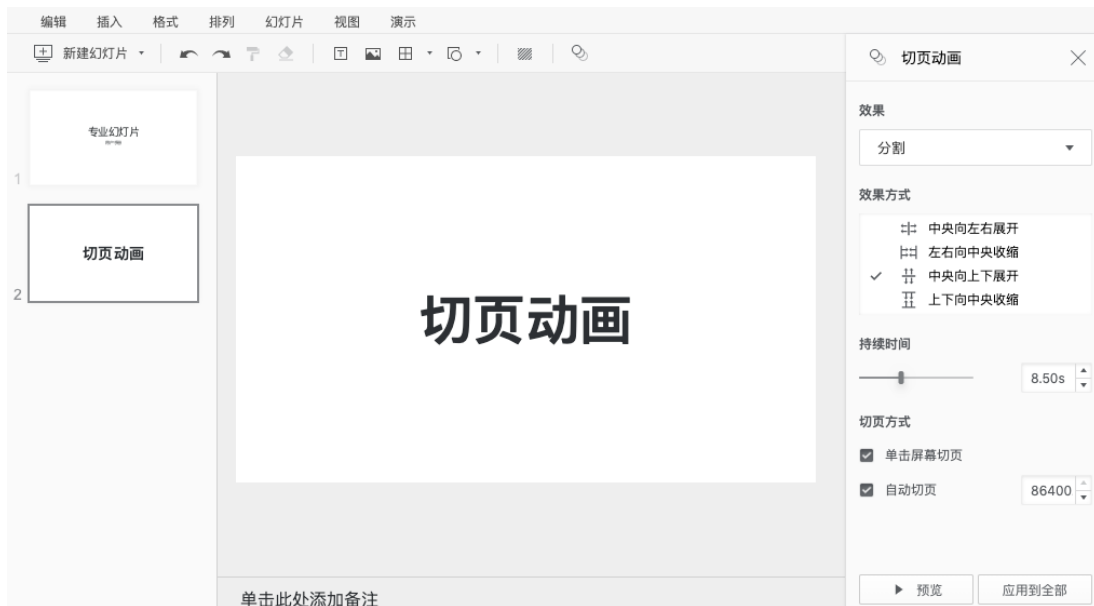 编辑 插入 格式 排列 幻灯片 视图 演示
新建幻灯片
专业幻灯片
1
切页动画
2
切页动画
单击此处添加备注
切页动画
效果
分割
效果方式
中央向左右展开
左右向中央收缩
中央向上下展开
上下向中央收缩
持续时间
8.50s
切页方式
单击屏幕切页
自动切页 86400
预览 应用到全部